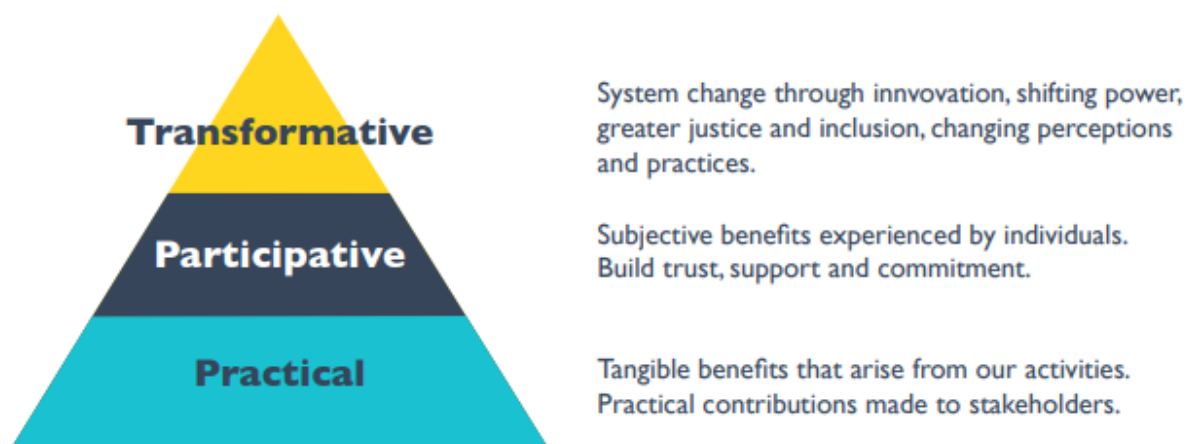 Transformative
System change through innvovation, shifting power,
greater justice and inclusion, changing perceptions
and practices.
Participative
Subjective benefits experienced by individuals.
Build trust, support and commitment.
Practical
Tangible benefits that arise from our activities.
Practical contributions made to stakeholders.